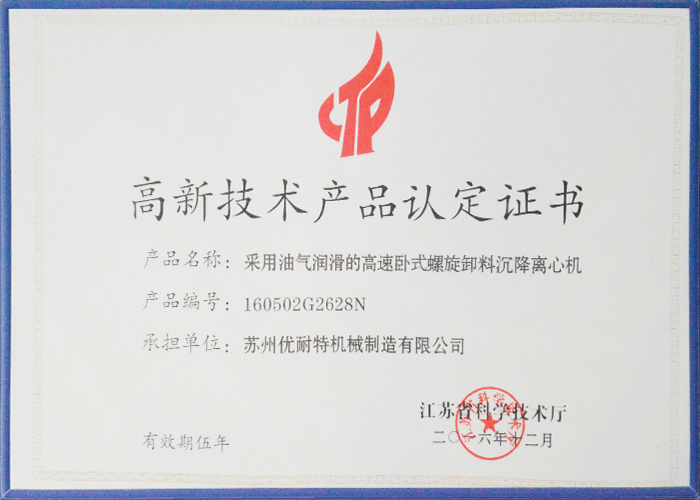 高新技术产品认定证书
产品名称：采用油气润滑的高速卧式螺旋卸料沉降离心机
产品编号：160502G2628N
承担单位：苏州优耐特机械制造有限公司
江苏省科学技术厅
二〇一六年十二月
有效期伍年